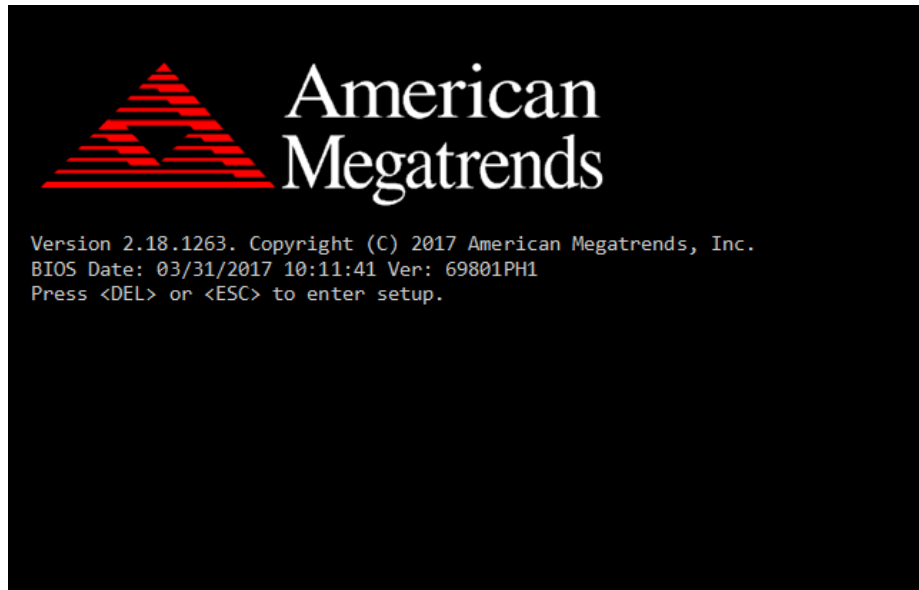 American
Megatrends
Version 2.18.1263. Copyright (C) 2017 American Megatrends, Inc.
BIOS Date: 03/31/2017 10:11:41 Ver: 69801PH1
Press <DEL> or <ESC> to enter setup.